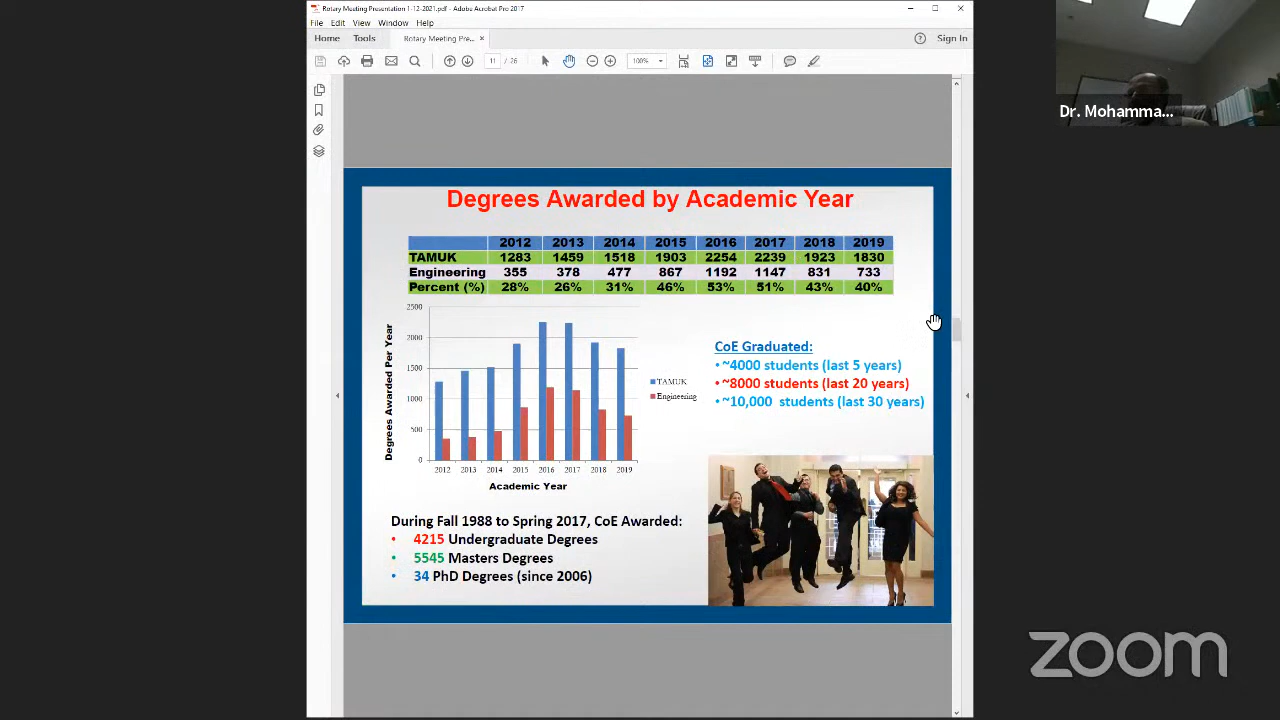 Rotary Meeting Presentation 1-12-2021.pdf - Adobe Acrobat Pro 2017
File Edit View Window Help
Home Tools Rotary Meeting Pre... × Sign In
11 / 26 100%
Dr. Mohamma...
Degrees Awarded by Academic Year
2012 2013 2014 2015 2016 2017 2018 2019
TAMUK 1283 1459 1518 1903 2254 2239 1923 1830
Engineering 355 378 477 867 1192 1147 831 733
Percent (%) 28% 26% 31% 46% 53% 51% 43% 40%
Degrees Awarded Per Year
2500
2000
1500
1000
500
0
2012 2013 2014 2015 2016 2017 2018 2019
Academic Year
TAMUK
Engineering
CoE Graduated:
• ~4000 students (last 5 years)
• ~8000 students (last 20 years)
• ~10,000 students (last 30 years)
During Fall 1988 to Spring 2017, CoE Awarded:
• 4215 Undergraduate Degrees
• 5545 Masters Degrees
• 34 PhD Degrees (since 2006)
zoom